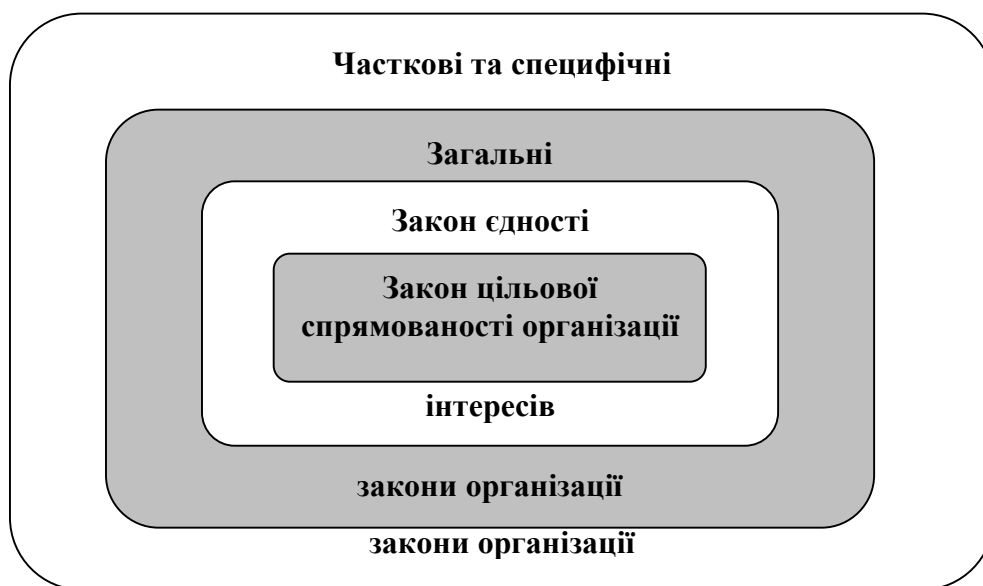 Часткові та специфічні
Загальні
Закон єдності
Закон цільової
спрямованості організації
інтересів
закони організації
закони організації